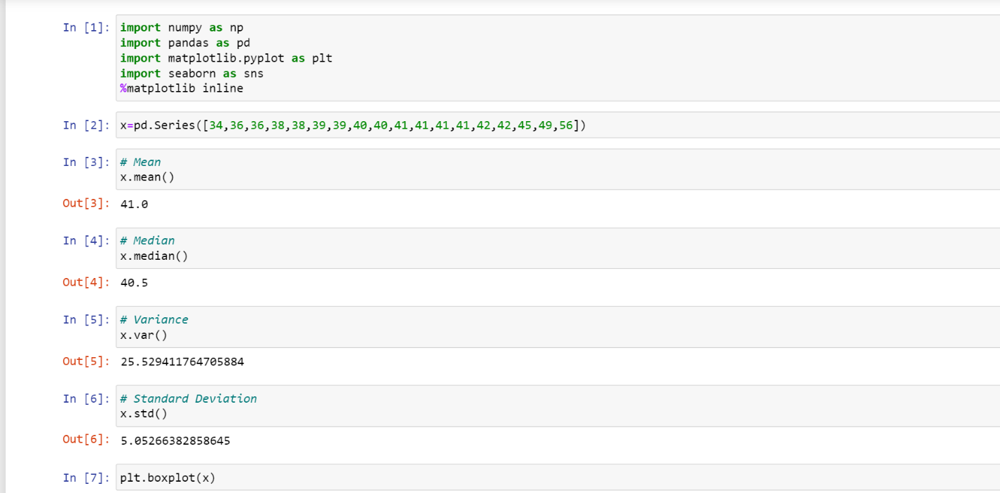 In [1]: import numpy as np
import pandas as pd
import matplotlib.pyplot as plt
import seaborn as sns
%matplotlib inline
In [2]: x=pd.Series([34,36,36,38,38,39,39,40,40,41,41,41,41,42,42,45,49,56])
In [3]: # Mean
x.mean()
Out[3]: 41.0
In [4]: # Median
x.median()
Out[4]: 40.5
In [5]: # Variance
x.var()
Out[5]: 25.529411764705884
In [6]: # Standard Deviation
x.std()
Out[6]: 5.05266382858645
In [7]: plt.boxplot(x)